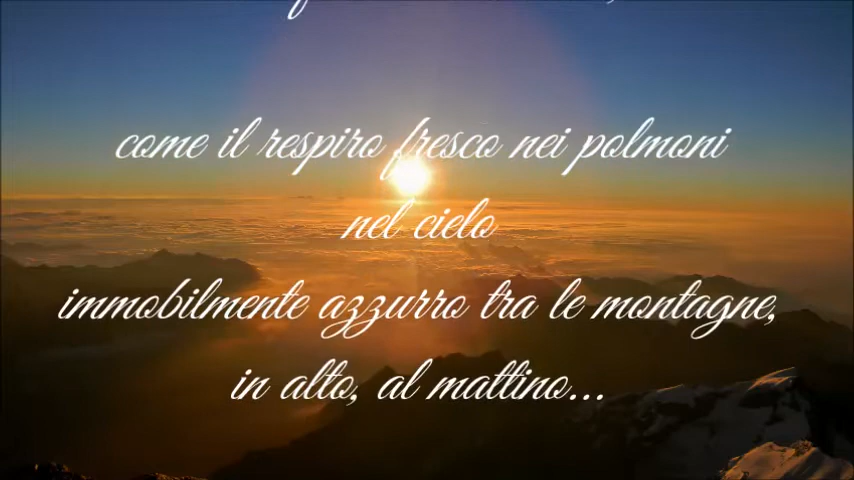 come il respiro fresco nei polmoni
nel cielo
immobilmente azzurro tra le montagne,
in alto, al mattino...